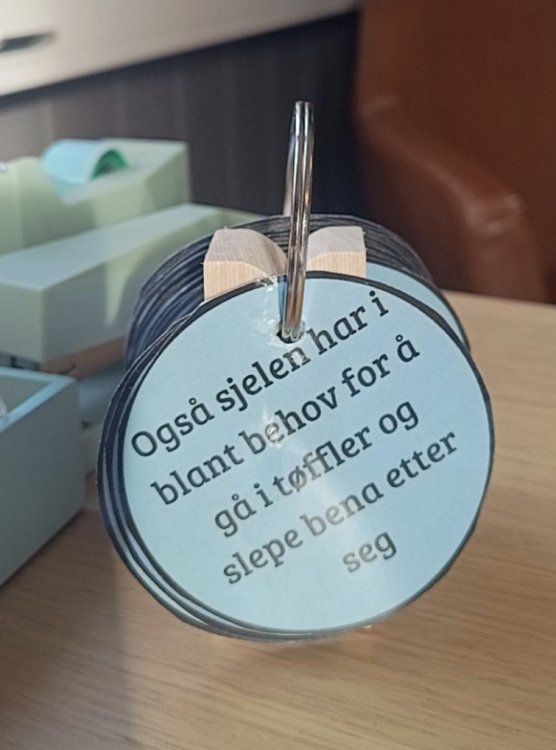 Også sjelen har i
blant behov for å
gå i tøffler og
slepe bena etter
seg